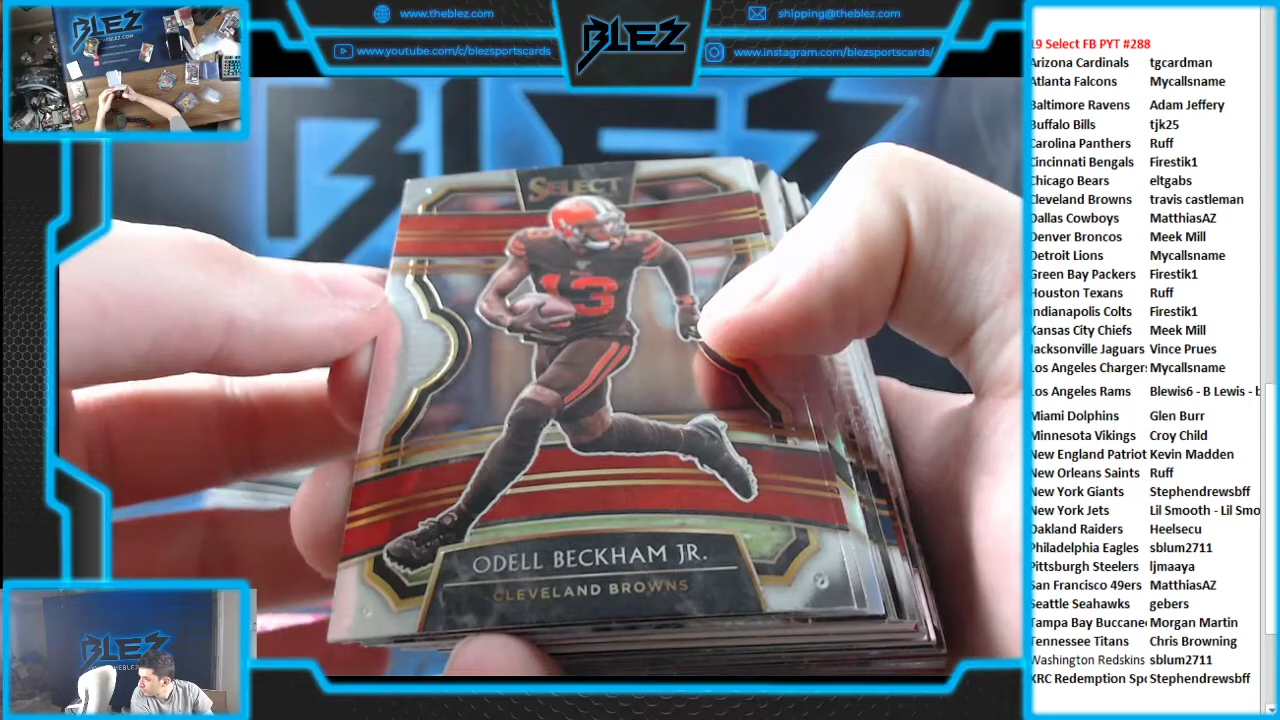 www.theblez.com
shipping@theblez.com
www.youtube.com/c/blezsportscards
BLEZ
www.instagram.com/blezsportscards/
BLEZ
BLEZ
SELECT
13
ODELL BECKHAM JR.
CLEVELAND BROWNS
BLEZ
19 Select FB PYT #288
Arizona Cardinals tgcardman
Atlanta Falcons Mycallsname
Baltimore Ravens Adam Jeffery
Buffalo Bills tjk25
Carolina Panthers Ruff
Cincinnati Bengals Firestik1
Chicago Bears eltgabs
Cleveland Browns travis castleman
Dallas Cowboys MatthiasAZ
Denver Broncos Meek Mill
Detroit Lions Mycallsname
Green Bay Packers Firestik1
Houston Texans Ruff
Indianapolis Colts Firestik1
Kansas City Chiefs Meek Mill
Jacksonville Jaguars Vince Prues
Los Angeles Charger: Mycallsname
Los Angeles Rams Blewis6 - B Lewis - b
Miami Dolphins Glen Burr
Minnesota Vikings Croy Child
New England Patriot Kevin Madden
New Orleans Saints Ruff
New York Giants Stephendrewsbff
New York Jets Lil Smooth - Lil Smo
Oakland Raiders Heelsecu
Philadelphia Eagles sblum2711
Pittsburgh Steelers ljmaaya
San Francisco 49ers MatthiasAZ
Seattle Seahawks gebers
Tampa Bay Buccanee Morgan Martin
Tennessee Titans Chris Browning
Washington Redskins sblum2711
XRC Redemption Spo Stephendrewsbff